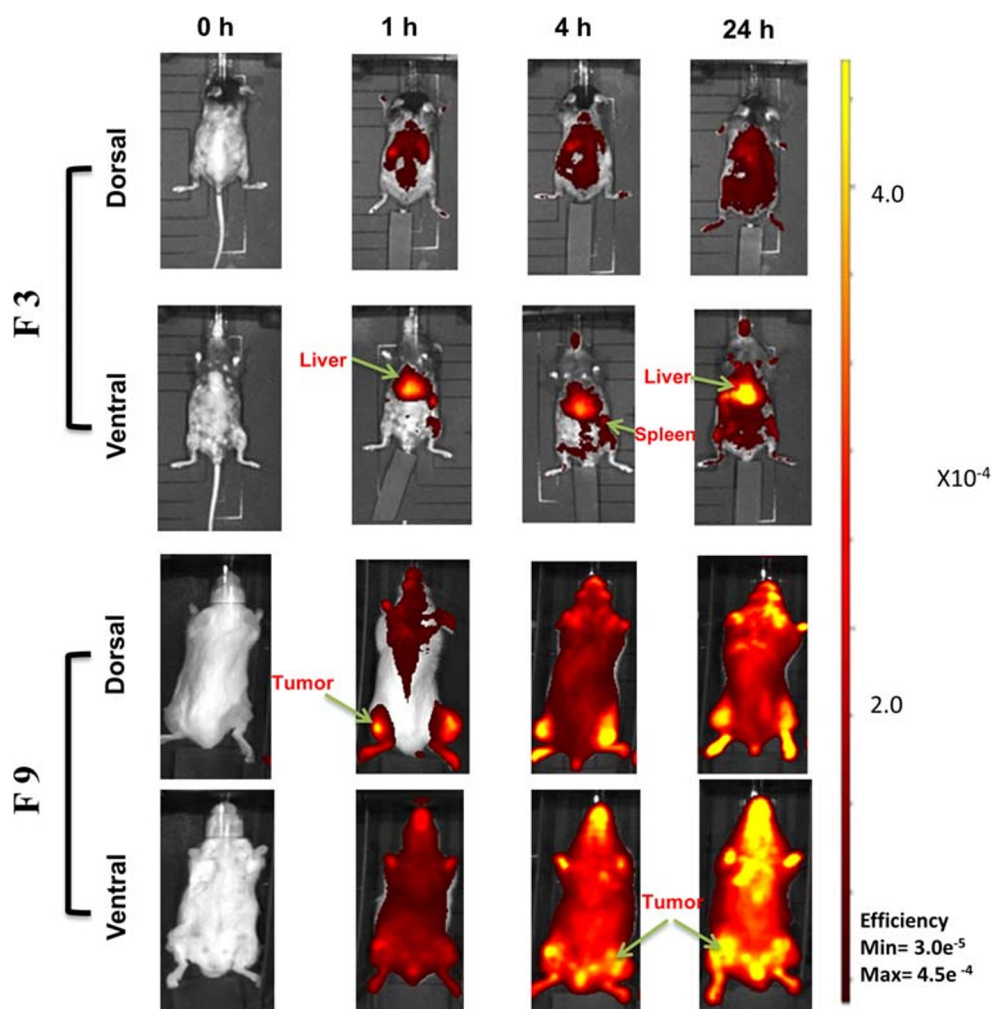 0 h 1 h 4 h 24 h
F 3
Dorsal
Ventral
Liver
Spleen
Liver
F 9
Dorsal
Tumor
Ventral
Tumor
4.0
X10-4
2.0
Efficiency
Min= 3.0e-5
Max= 4.5e -4